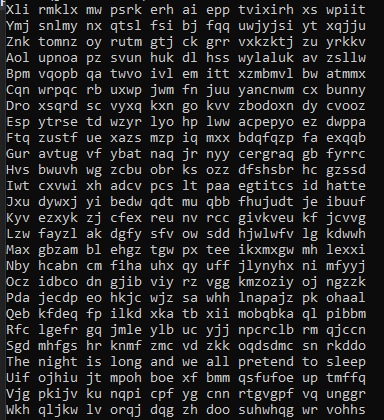 Xli rmklx mw psrk erh ai epp tvixirh xs wpiit
Ymj snlmy nx qtsl fsi bj fqq uwjyjsi yt xqjju
Znk tomnz oy rutm gtj ck grr vxkzktj zu yrkkv
Aol upnoa pz svun huk dl hss wylaluk av zsllw
Bpm vqopb qa twvo ivl em itt xzmbmvl bw atmmx
Cqn wrpqc rb uxwp jwm fn juu yancnwm cx bunny
Dro xsqrd sc vyxq kxn go kvv zbodoxn dy cvooz
Esp ytrse td wzyr lyo hp lww acpepyo ez dwppa
Ftq zustf ue xazs mzp iq mxx bdqfqzp fa exqqb
Gur avtug vf ybat naq jr nyy cergraq gb fyrrc
Hvs bwuvh wg zcbu obr ks ozz dfshsbr hc gzssd
Iwt cxvwi xh adcv pcs lt paa egtitcs id hatte
Jxu dywxj yi bedw qdt mu qbb fhujudt je ibuuf
Kyv ezxyk zj cfex reu nv rcc givkveu kf jcvvg
Lzw fayzl ak dgfy sfv ow sdd hjwlwfv lg kdwwh
Max gbzam bl ehgz tgw px tee ikxmxgw mh lexxi
Nby hcabn cm fiha uhx qy uff jlynyhx ni mfyyj
Ocz idbco dn gjib viy rz vgg kmzoziy oj ngzzk
Pda jecdp eo hkjc wjz sa whh lnapajz pk ohaal
Qeb kfdeq fp ilkd xka tb xii mobqbka ql pibbm
Rfc lgefr gq jmle ylb uc yjj npcrclb rm qjccn
Sgd mhfgs hr knmf zmc vd zkk oqdsdmc sn rkddo
The night is long and we all pretend to sleep
Uif ojhiu jt mpoh boe xf bmm qsfufoe up tmffq
Vjg pkijv ku nqpi cpf yg cnn rtgvgpf vq unggr
Wkh qljkw lv orqj dqg zh doo suhwhqg wr vohhs